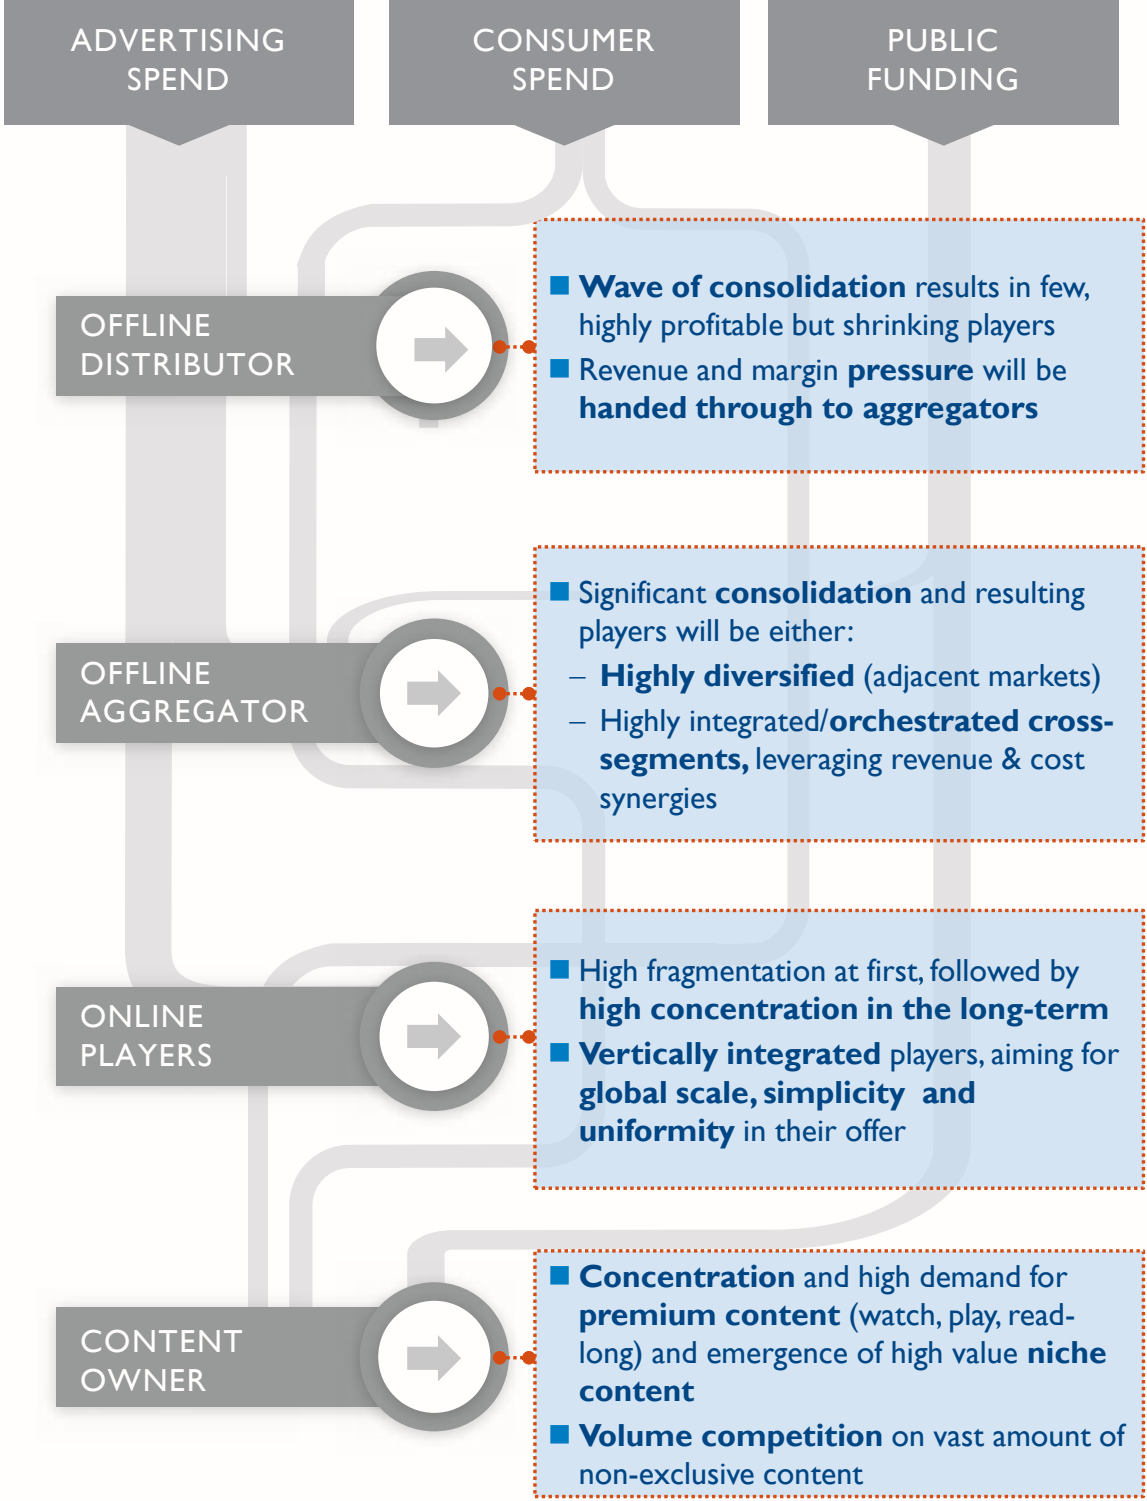 ADVERTISING
SPEND
CONSUMER
SPEND
PUBLIC
FUNDING
OFFLINE
DISTRIBUTOR
■ Wave of consolidation results in few,
highly profitable but shrinking players
■ Revenue and margin pressure will be
handed through to aggregators
OFFLINE
AGGREGATOR
■ Significant consolidation and resulting
players will be either:
– Highly diversified (adjacent markets)
– Highly integrated/orchestrated cross-
segments, leveraging revenue & cost
synergies
ONLINE
PLAYERS
■ High fragmentation at first, followed by
high concentration in the long-term
■ Vertically integrated players, aiming for
global scale, simplicity and
uniformity in their offer
CONTENT
OWNER
■ Concentration and high demand for
premium content (watch, play, read-
long) and emergence of high value niche
content
■ Volume competition on vast amount of
non-exclusive content